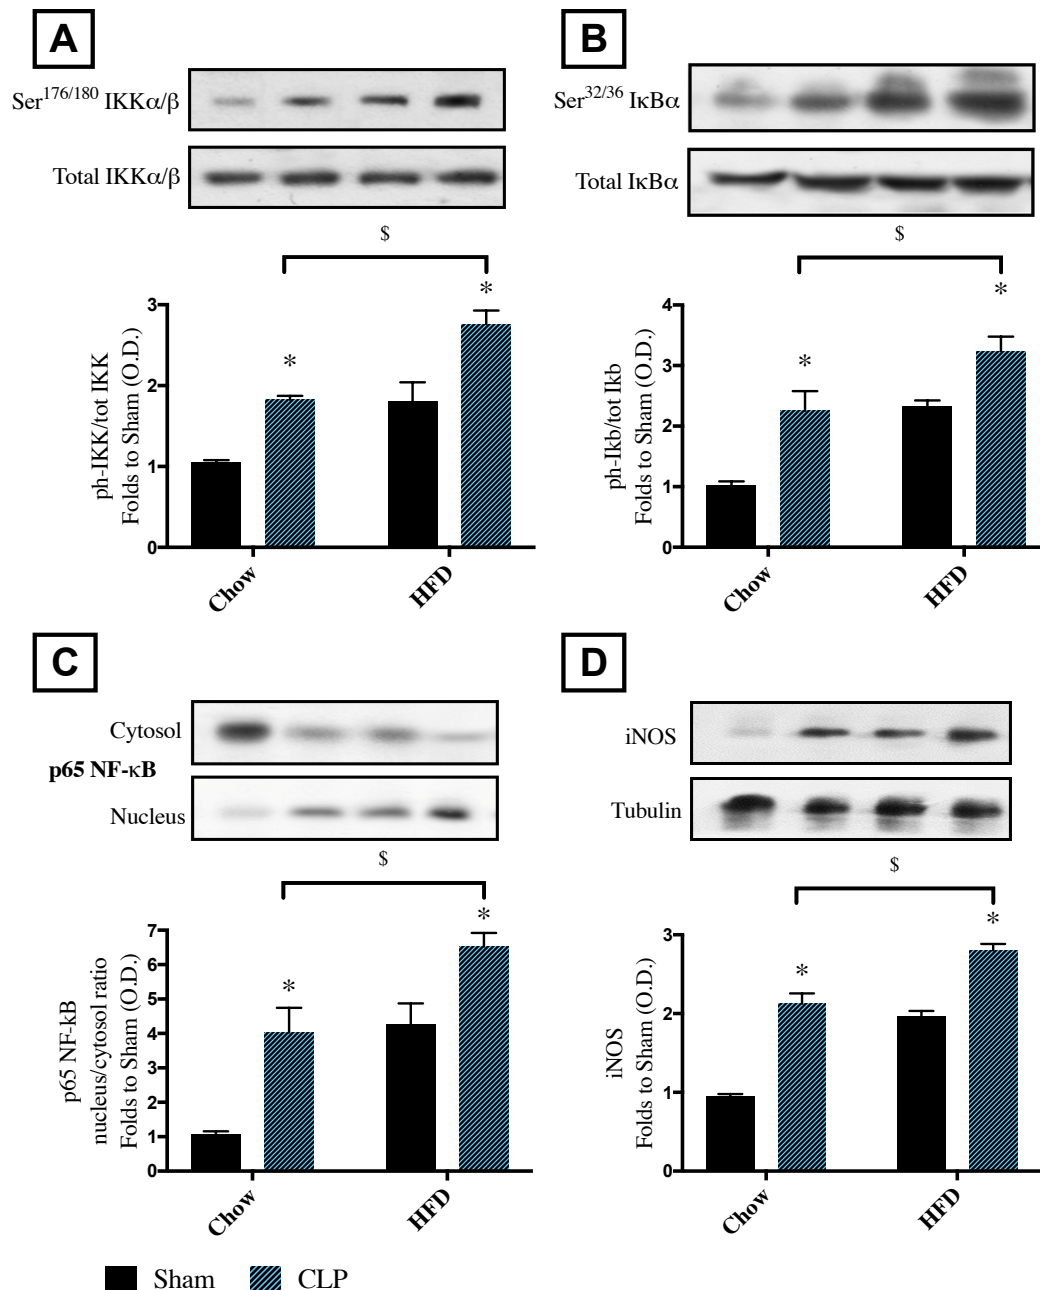 A
Ser176/180 IKKα/β
Total IKKα/β
$
*
*
3
2
1
0
ph-IKK/tot IKK
Folds to Sham (O.D.)
Chow
HFD
B
Ser32/36 IκBα
Total IκBα
$
*
*
4
3
2
1
0
ph-Ikb/tot Ikb
Folds to Sham (O.D.)
Chow
HFD
C
Cytosol
p65 NF-κB
Nucleus
$
*
*
7
6
5
4
3
2
1
0
p65 NF-kB
nucleus/cytosol ratio
Folds to Sham (O.D.)
Chow
HFD
D
iNOS
Tubulin
$
*
*
3
2
1
0
iNOS
Folds to Sham (O.D.)
Chow
HFD
Sham CLP